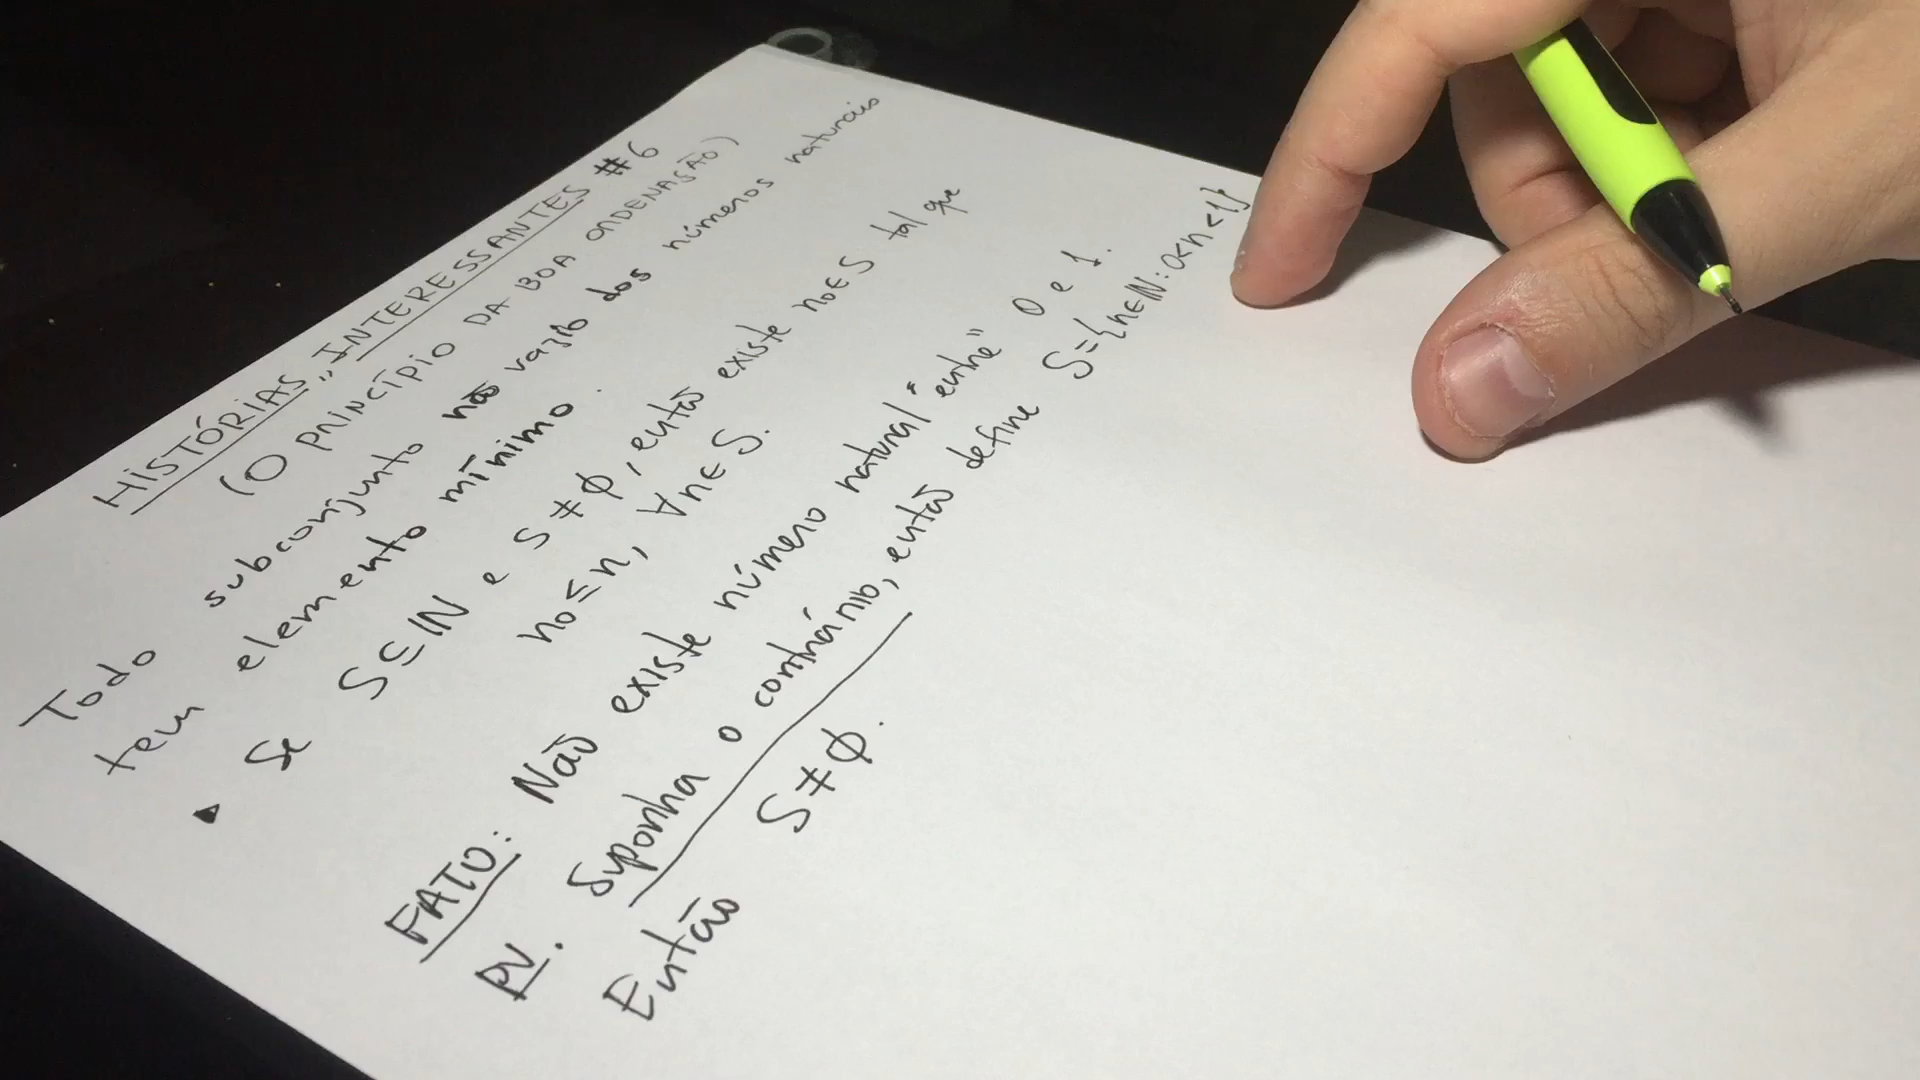 HISTÓRIAS „INTERESSANTES #6
(O PRINCÍPIO DA BOA ORDENAÇÃO)
Todo subconjunto não vazio dos números naturais
tem elemento mínimo.
▶ Se S⊆ℕ e S≠∅, então existe n₀∈S tal que
n₀≤n, ∀n∈S.
FATO: Não existe número natural "entre" 0 e 1.
PV. Suponha o contrário, então define S={n∈ℕ: 0<n<1}
Então S≠∅.